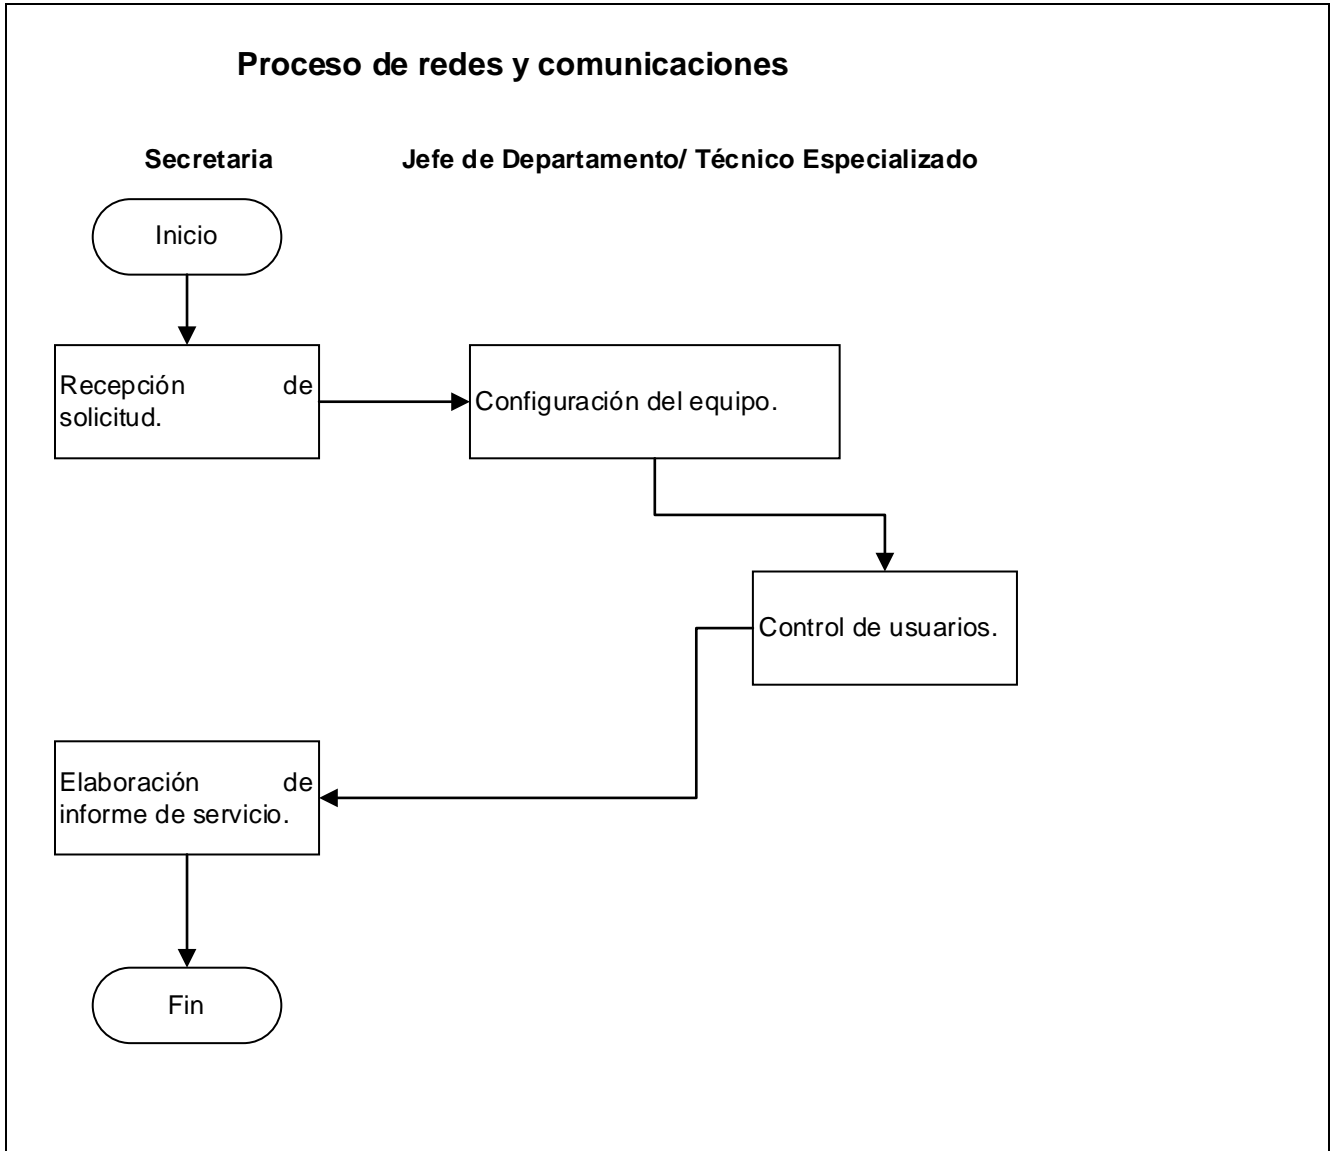 Proceso de redes y comunicaciones
Secretaria
Jefe de Departamento/ Técnico Especializado
Inicio
Recepción de
solicitud.
Configuración del equipo.
Control de usuarios.
Elaboración de
informe de servicio.
Fin